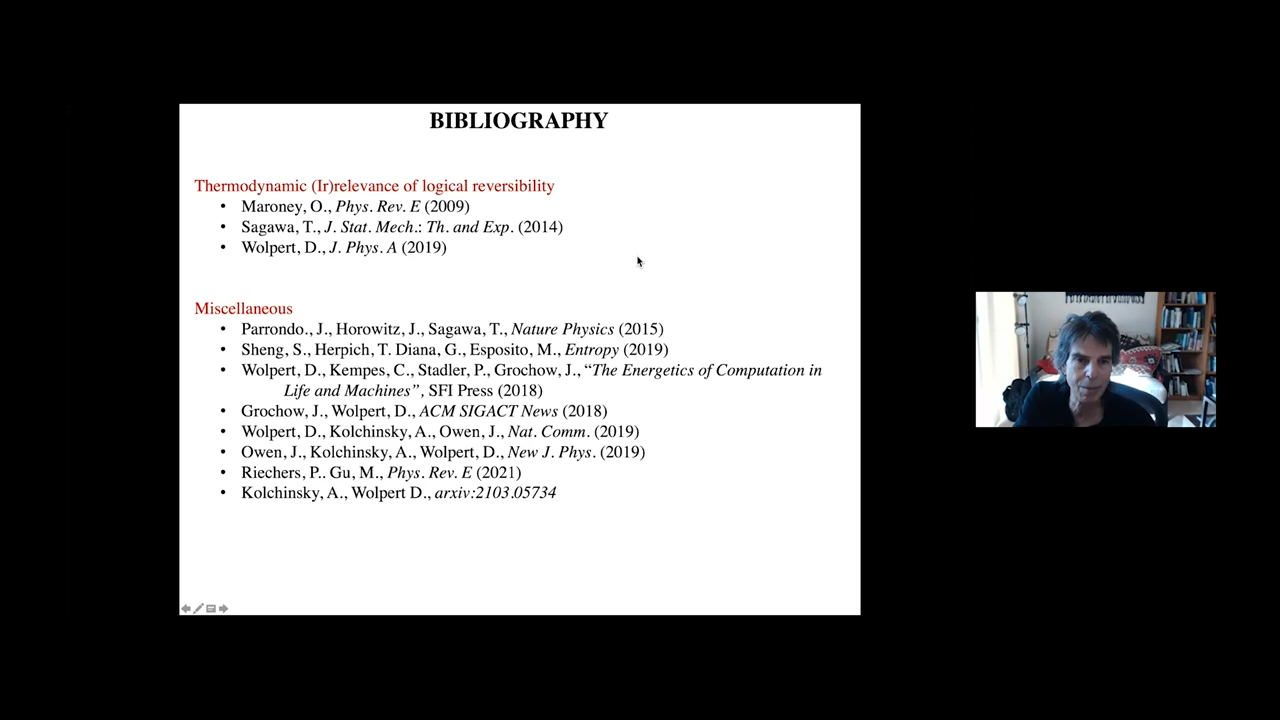 BIBLIOGRAPHY
Thermodynamic (Ir)relevance of logical reversibility
• Maroney, O., Phys. Rev. E (2009)
• Sagawa, T., J. Stat. Mech.: Th. and Exp. (2014)
• Wolpert, D., J. Phys. A (2019)
Miscellaneous
• Parrondo., J., Horowitz, J., Sagawa, T., Nature Physics (2015)
• Sheng, S., Herpich, T. Diana, G., Esposito, M., Entropy (2019)
• Wolpert, D., Kempes, C., Stadler, P., Grochow, J., “The Energetics of Computation in
Life and Machines”, SFI Press (2018)
• Grochow, J., Wolpert, D., ACM SIGACT News (2018)
• Wolpert, D., Kolchinsky, A., Owen, J., Nat. Comm. (2019)
• Owen, J., Kolchinsky, A., Wolpert, D., New J. Phys. (2019)
• Riechers, P.. Gu, M., Phys. Rev. E (2021)
• Kolchinsky, A., Wolpert D., arxiv:2103.05734